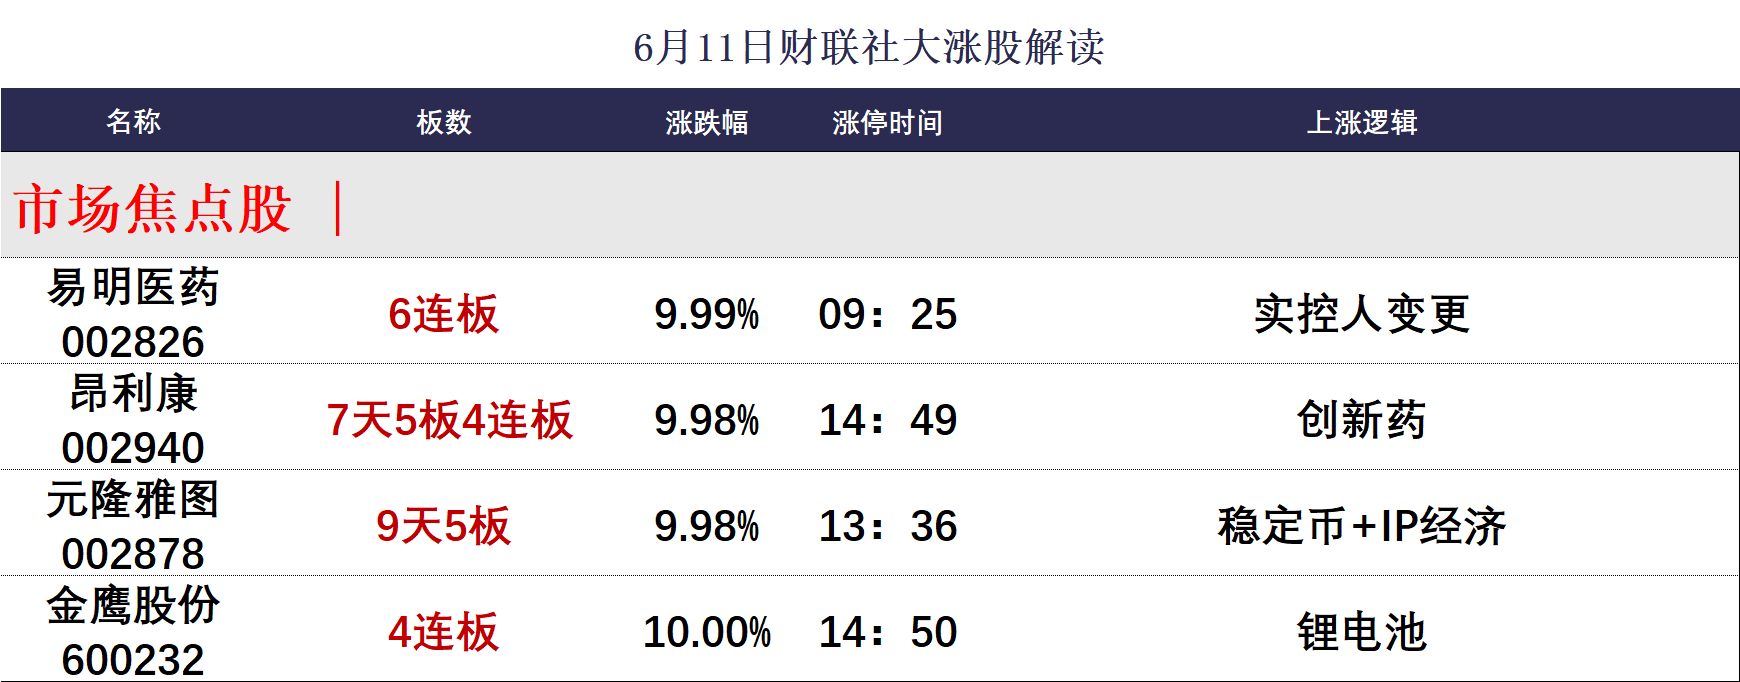 6月11日财联社大涨股解读
名称 板数 涨跌幅 涨停时间 上涨逻辑
市场焦点股 ｜
易明医药
002826 6连板 9.99% 09：25 实控人变更
昂利康
002940 7天5板4连板 9.98% 14：49 创新药
元隆雅图
002878 9天5板 9.98% 13：36 稳定币+IP经济
金鹰股份
600232 4连板 10.00% 14：50 锂电池